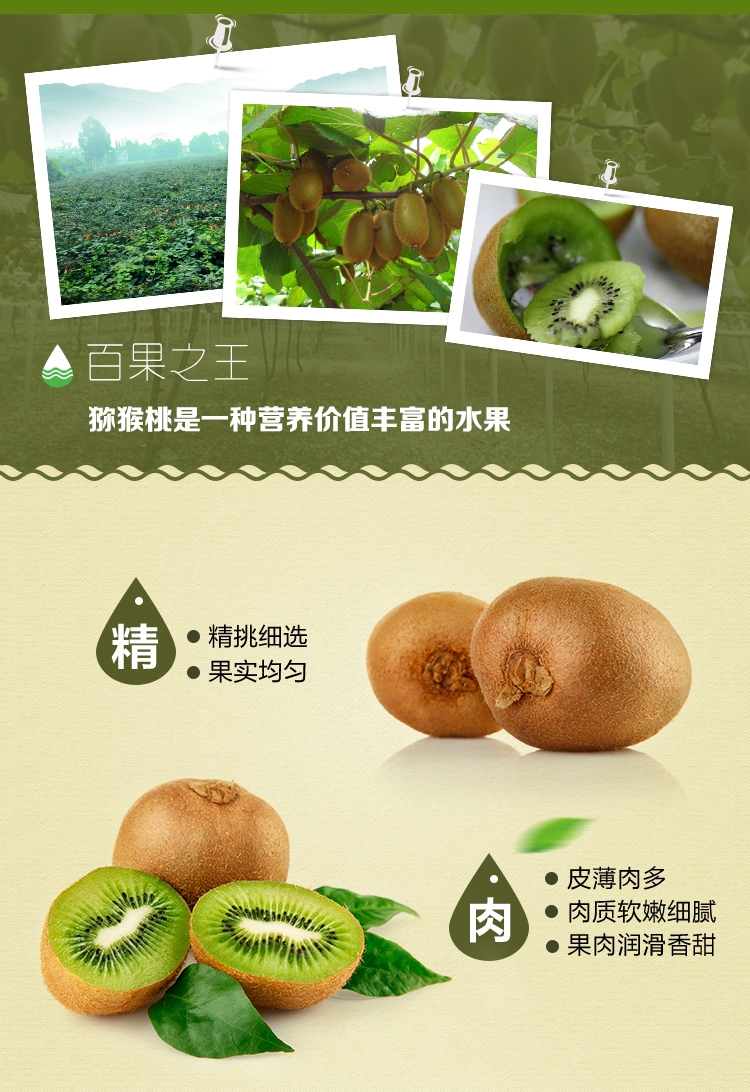 百果之王
猕猴桃是一种营养价值丰富的水果
精
精挑细选
果实均匀
肉
皮薄肉多
肉质软嫩细腻
果肉润滑香甜